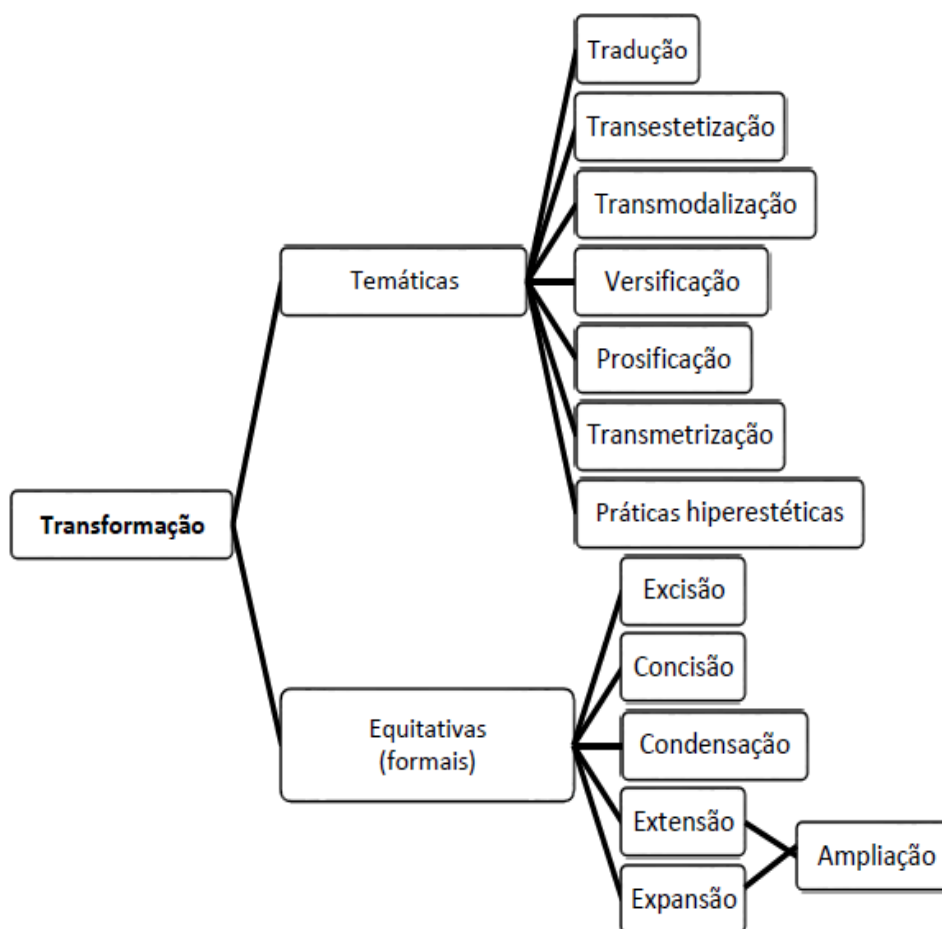 Tradução
Transestetização
Transmodalização
Temáticas
Versificação
Prosificação
Transmetrização
Práticas hiperestéticas
Transformação
Excisão
Concisão
Equitativas
(formais)
Condensação
Extensão
Ampliação
Expansão